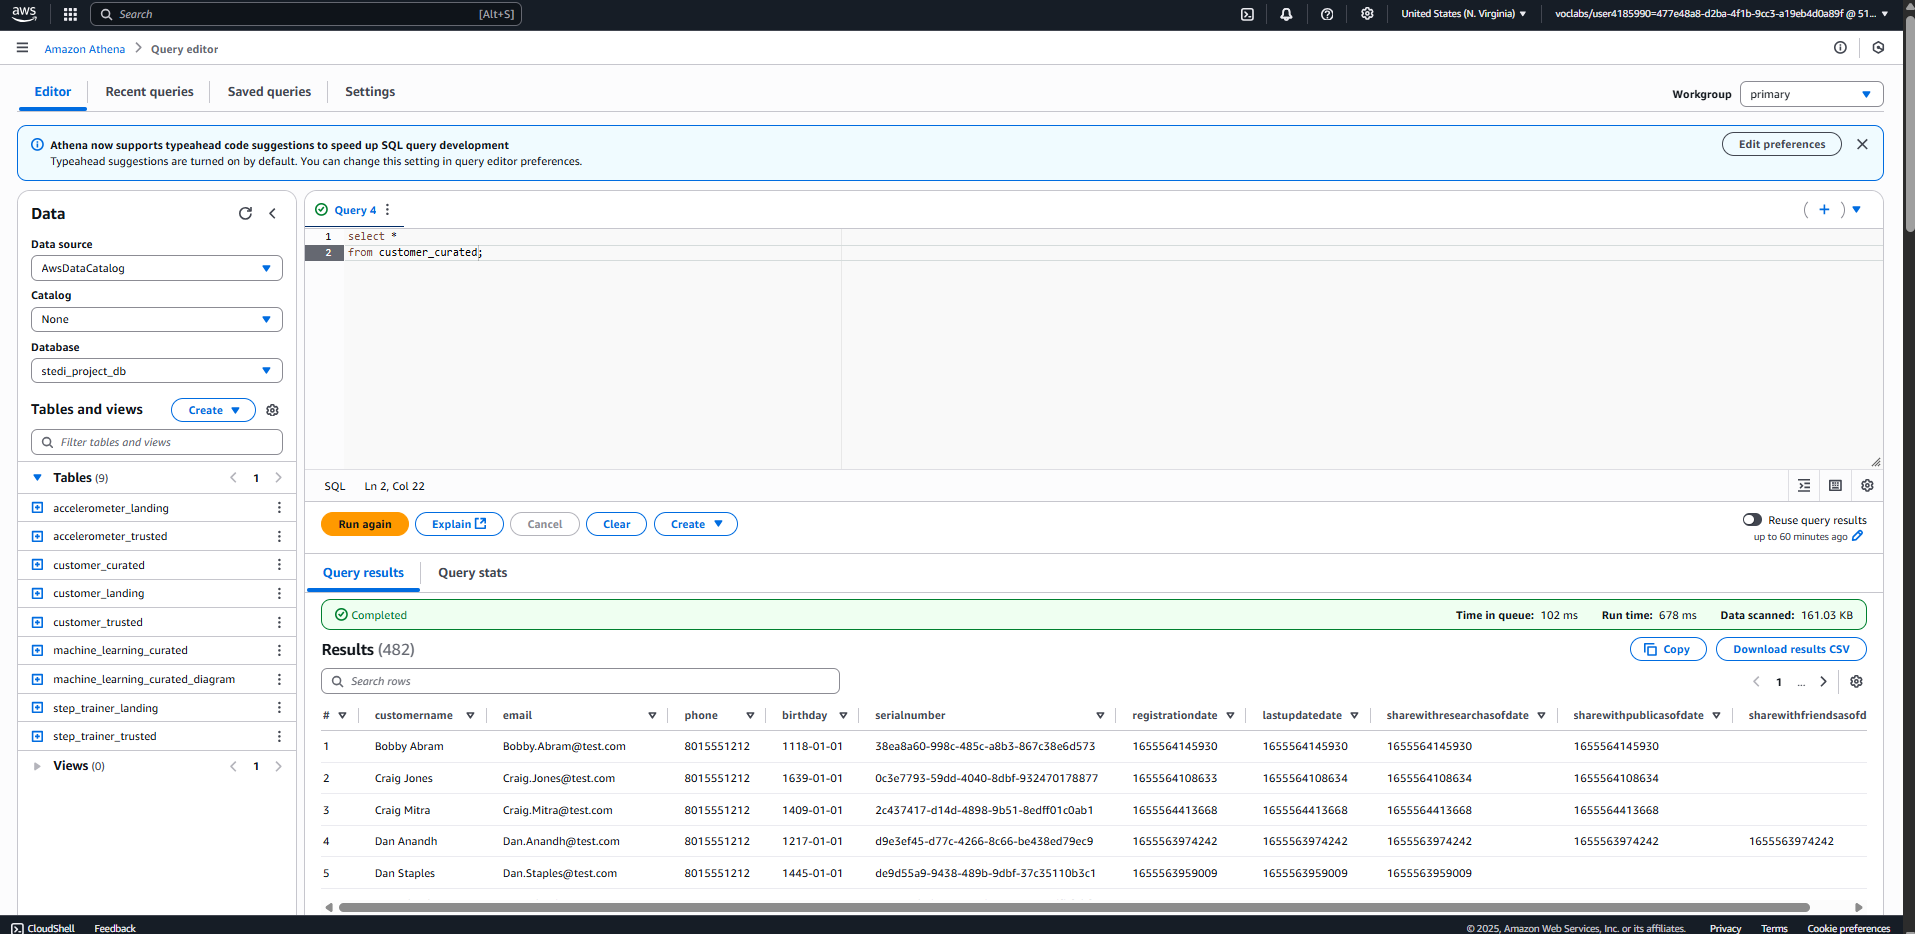 aws
Search [Alt+S]
United States (N. Virginia)
voclabs/user4185990=477e48a8-d2ba-4f1b-9cc3-a19eb4d0a89f @ 51...
Amazon Athena > Query editor
Editor Recent queries Saved queries Settings
Workgroup primary
Athena now supports typeahead code suggestions to speed up SQL query development
Typeahead suggestions are turned on by default. You can change this setting in query editor preferences.
Edit preferences
Data
Data source
AwsDataCatalog
Catalog
None
Database
stedi_project_db
Tables and views Create
Filter tables and views
Tables (9) 1
accelerometer_landing
accelerometer_trusted
customer_curated
customer_landing
customer_trusted
machine_learning_curated
machine_learning_curated_diagram
step_trainer_landing
step_trainer_trusted
Views (0) 1
Query 4
1 select *
2 from customer_curated;
SQL Ln 2, Col 22
Run again Explain Cancel Clear Create
Reuse query results
up to 60 minutes ago
Query results Query stats
Completed Time in queue: 102 ms Run time: 678 ms Data scanned: 161.03 KB
Results (482) Copy Download results CSV
Search rows 1 ...
# customername email phone birthday serialnumber registrationdate lastupdatedate sharewithresearchasofdate sharewithpublicasofdate sharewithfriendsasofd
1 Bobby Abram Bobby.Abram@test.com 8015551212 1118-01-01 38ea8a60-998c-485c-a8b3-867c38e6d573 1655564145930 1655564145930 1655564145930 1655564145930
2 Craig Jones Craig.Jones@test.com 8015551212 1639-01-01 0c3e7793-59dd-4040-8dbf-932470178877 1655564108633 1655564108634 1655564108634 1655564108634
3 Craig Mitra Craig.Mitra@test.com 8015551212 1409-01-01 2c437417-d14d-4898-9b51-8edff01c0ab1 1655564413668 1655564413668 1655564413668 1655564413668
4 Dan Anandh Dan.Anandh@test.com 8015551212 1217-01-01 d9e3ef45-d77c-4266-8c66-be438ed79ec9 1655563974242 1655563974242 1655563974242 1655563974242 1655563974242
5 Dan Staples Dan.Staples@test.com 8015551212 1445-01-01 de9d55a9-9438-489b-9dbf-37c35110b3c1 1655563959009 1655563959009 1655563959009
CloudShell Feedback
© 2025, Amazon Web Services, Inc. or its affiliates. Privacy Terms Cookie preferences